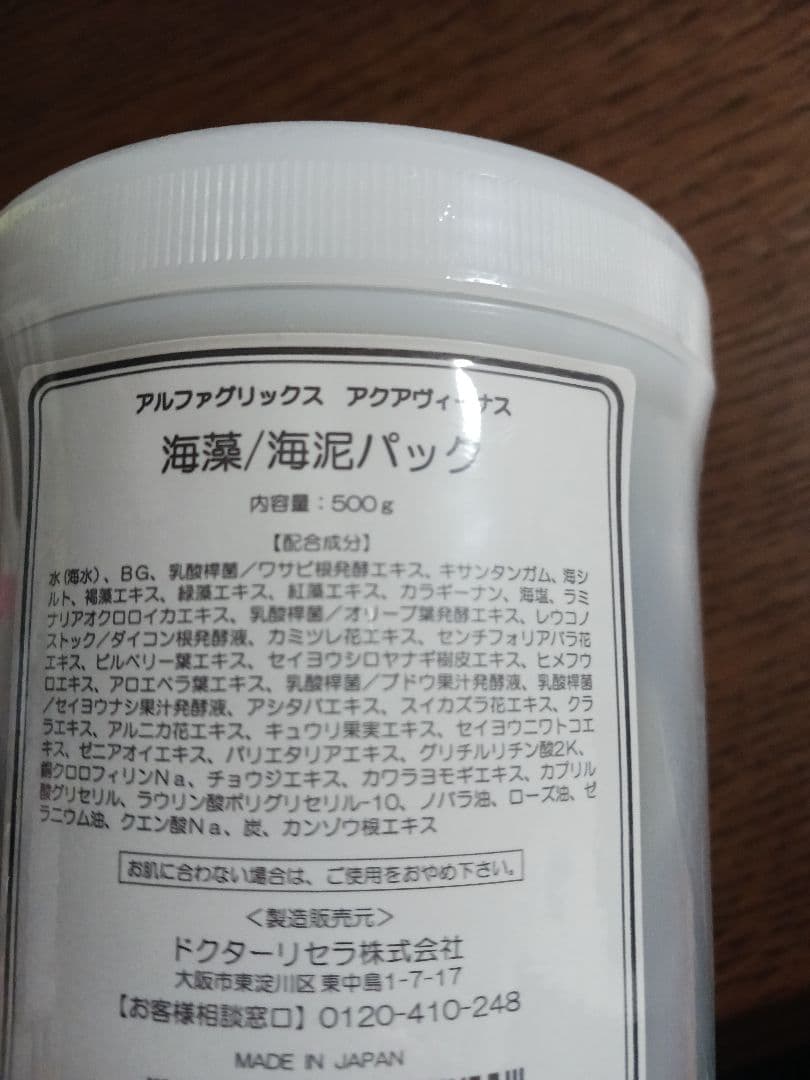 アルファグリックス アクアヴィーナス
海藻/海泥パック
内容量：500g
【配合成分】
水(海水)、BG、乳酸桿菌／ワサビ根発酵エキス、キサンタンガム、海シ
ルト、褐藻エキス、緑藻エキス、紅藻エキス、カラギーナン、海塩、ラミ
ナリアオクロロイカエキス、乳酸桿菌／オリーブ葉発酵エキス、レウコノ
ストック／ダイコン根発酵液、カミツレ花エキス、センチフォリアバラ花
エキス、ビルベリー葉エキス、セイヨウシロヤナギ樹皮エキス、ヒメフウ
ロエキス、アロエベラ葉エキス、乳酸桿菌／ブドウ果汁発酵液、乳酸桿菌
／セイヨウナシ果汁発酵液、アシタバエキス、スイカズラ花エキス、クラ
ラエキス、アルニカ花エキス、キュウリ果実エキス、セイヨウニワトコエ
キス、ゼニアオイエキス、パリエタリアエキス、グリチルリチン酸2K、
銅クロロフィリンNa、チョウジエキス、カワラヨモギエキス、カプリル
酸グリセリル、ラウリン酸ポリグリセリル-10、ノバラ油、ローズ油、ゼ
ラニウム油、クエン酸Na、炭、カンゾウ根エキス
お肌に合わない場合は、ご使用をおやめ下さい。
＜製造販売元＞
ドクターリセラ株式会社
大阪市東淀川区東中島1-7-17
【お客様相談窓口】0120-410-248
MADE IN JAPAN